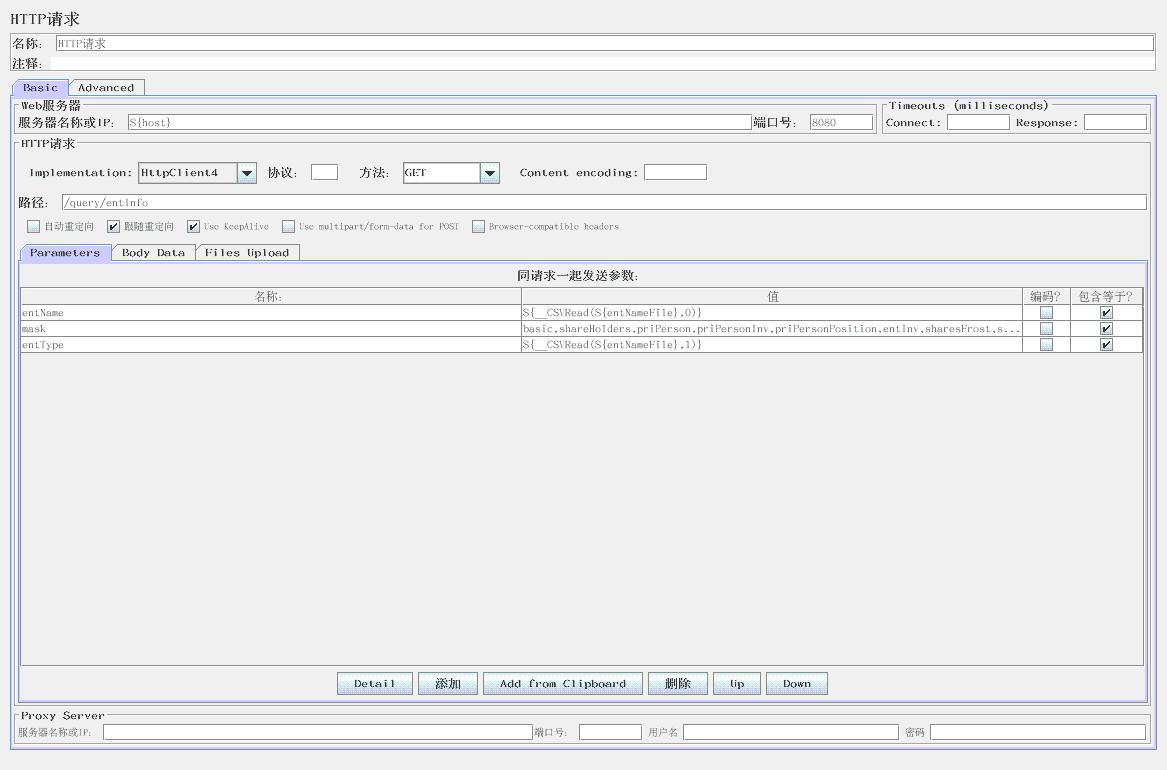 HTTP请求
名称: HTTP请求
注释:
Basic Advanced
Web服务器 Timeouts (milliseconds)
服务器名称或IP: ${host} 端口号: 8080 Connect: Response:
HTTP请求
Implementation: HttpClient4 协议: 方法: GET Content encoding:
路径: /query/entInfo
自动重定向 跟随重定向 Use KeepAlive Use multipart/form-data for POST Browser-compatible headers
Parameters Body Data Files Upload
同请求一起发送参数:
名称: 值 编码? 包含等于?
entName ${__CSVRead(${entNameFile},0)}
mask basic,shareHolders,priPerson,priPersonInv,priPersonPosition,entInv,sharesFrost,s...
entType ${__CSVRead(${entNameFile},1)}
Detail 添加 Add from Clipboard 删除 Up Down
Proxy Server
服务器名称或IP: 端口号: 用户名 密码